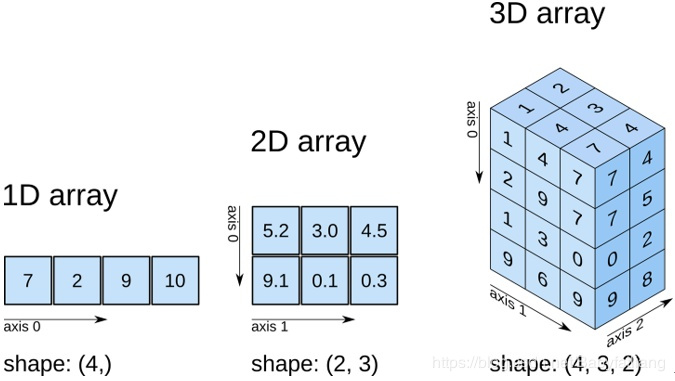 3D array
2D array
1D array
axis 0
1 2
4 3
7 4
1 4 7
2 9 7
1 3 0
9 6 9
7 4
7 5
0 2
9 8
axis 1
axis 2
shape: (4, 3, 2)
axis 0
5.2 3.0 4.5
9.1 0.1 0.3
axis 1
shape: (2, 3)
7 2 9 10
axis 0
shape: (4,)